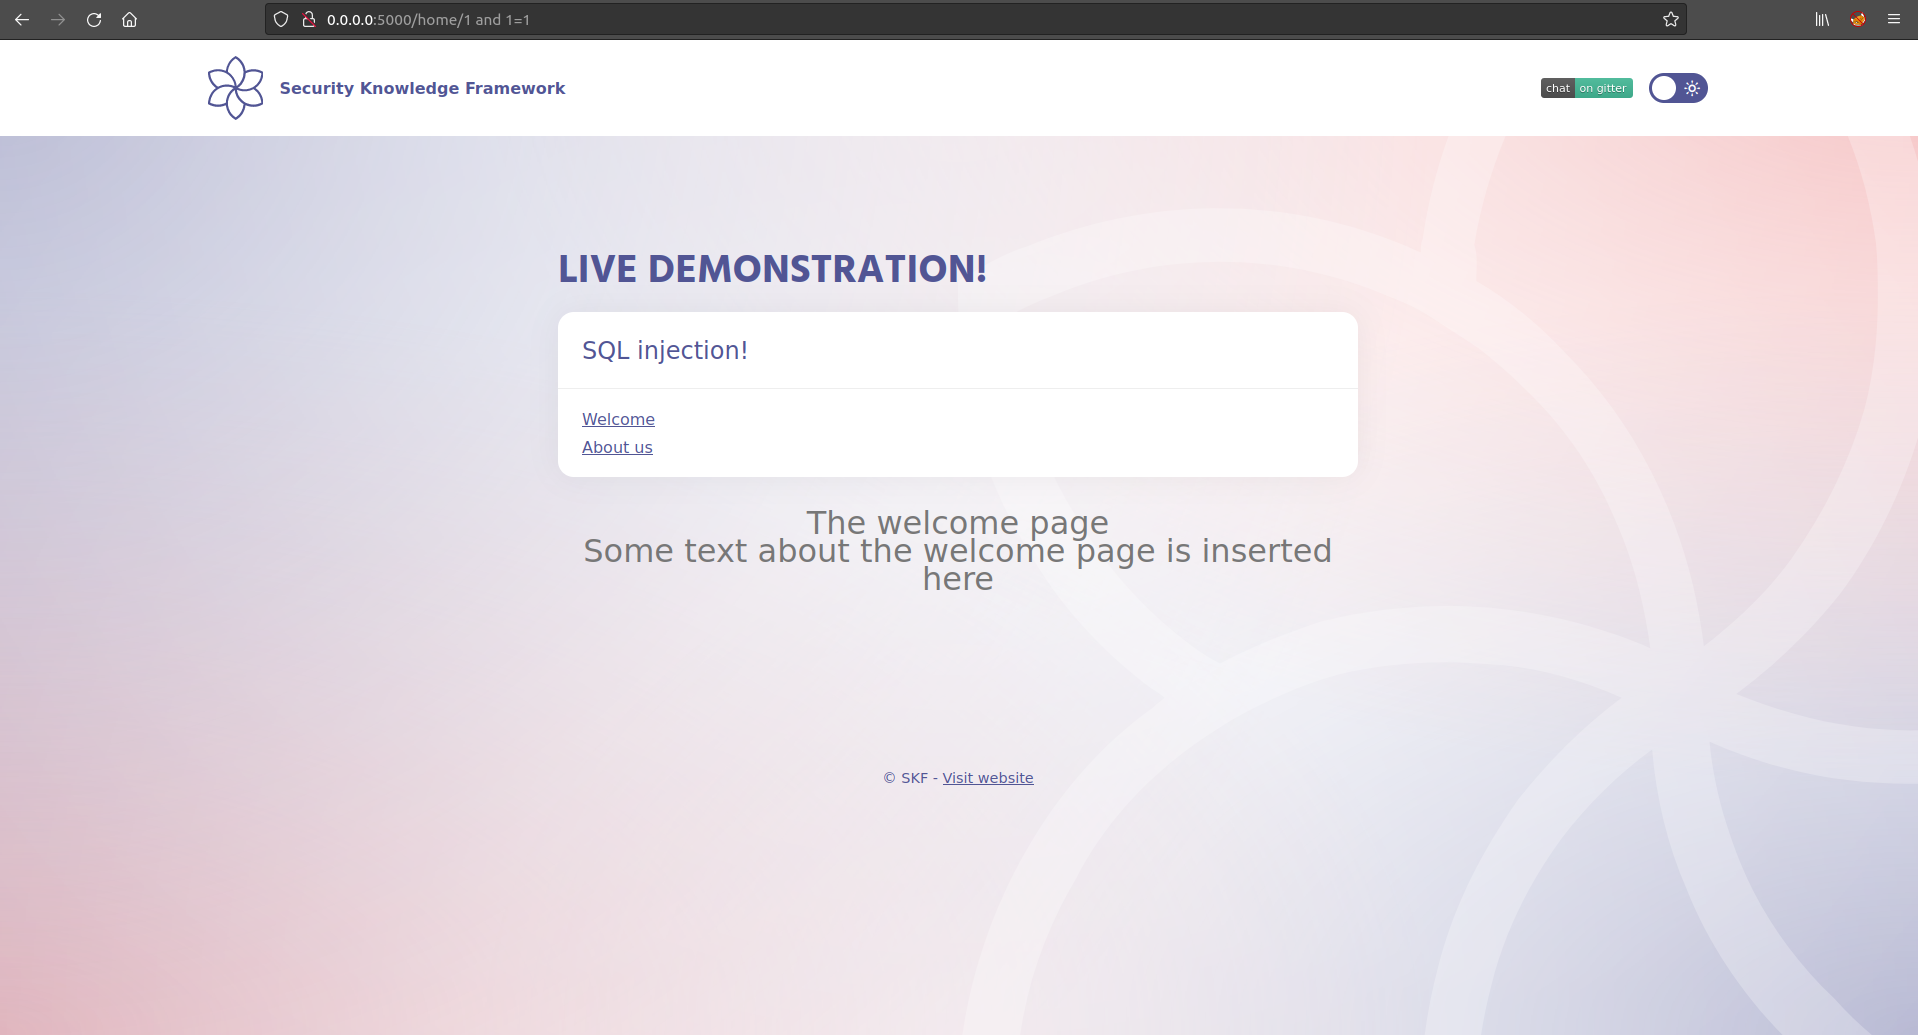 0.0.0.0:5000/home/1 and 1=1
Security Knowledge Framework
chat on gitter
LIVE DEMONSTRATION!
SQL injection!
Welcome
About us
The welcome page
Some text about the welcome page is inserted
here
© SKF - Visit website